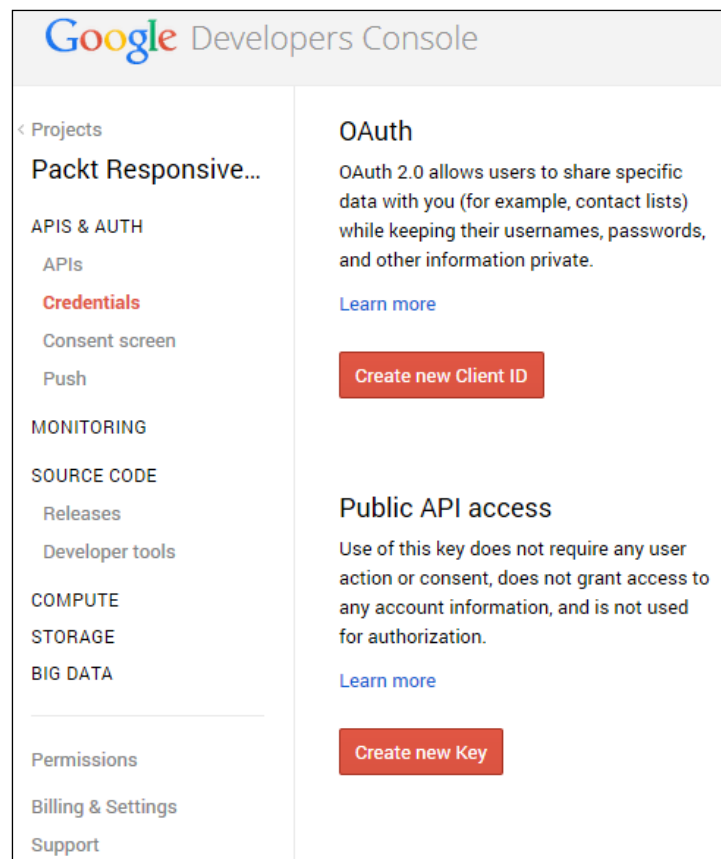 Google Developers Console
Projects
Packt Responsive...
APIS & AUTH
APIs
Credentials
Consent screen
Push
MONITORING
SOURCE CODE
Releases
Developer tools
COMPUTE
STORAGE
BIG DATA
Permissions
Billing & Settings
Support
OAuth
OAuth 2.0 allows users to share specific
data with you (for example, contact lists)
while keeping their usernames, passwords,
and other information private.
Learn more
Create new Client ID
Public API access
Use of this key does not require any user
action or consent, does not grant access to
any account information, and is not used
for authorization.
Learn more
Create new Key